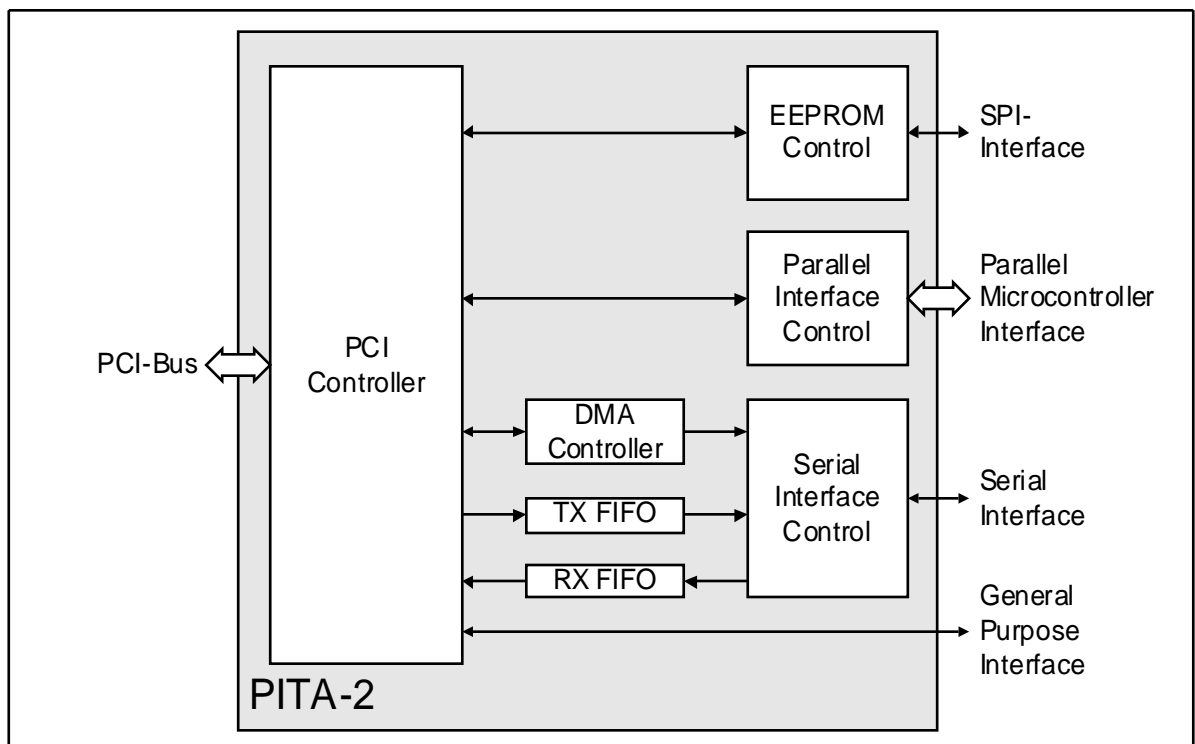 EEPROM
Control
SPI-
Interface
Parallel
Interface
Control
Parallel
Microcontroller
Interface
PCI-Bus
PCI
Controller
DMA
Controller
Serial
Interface
Control
TX FIFO
RX FIFO
Serial
Interface
General
Purpose
Interface
PITA-2